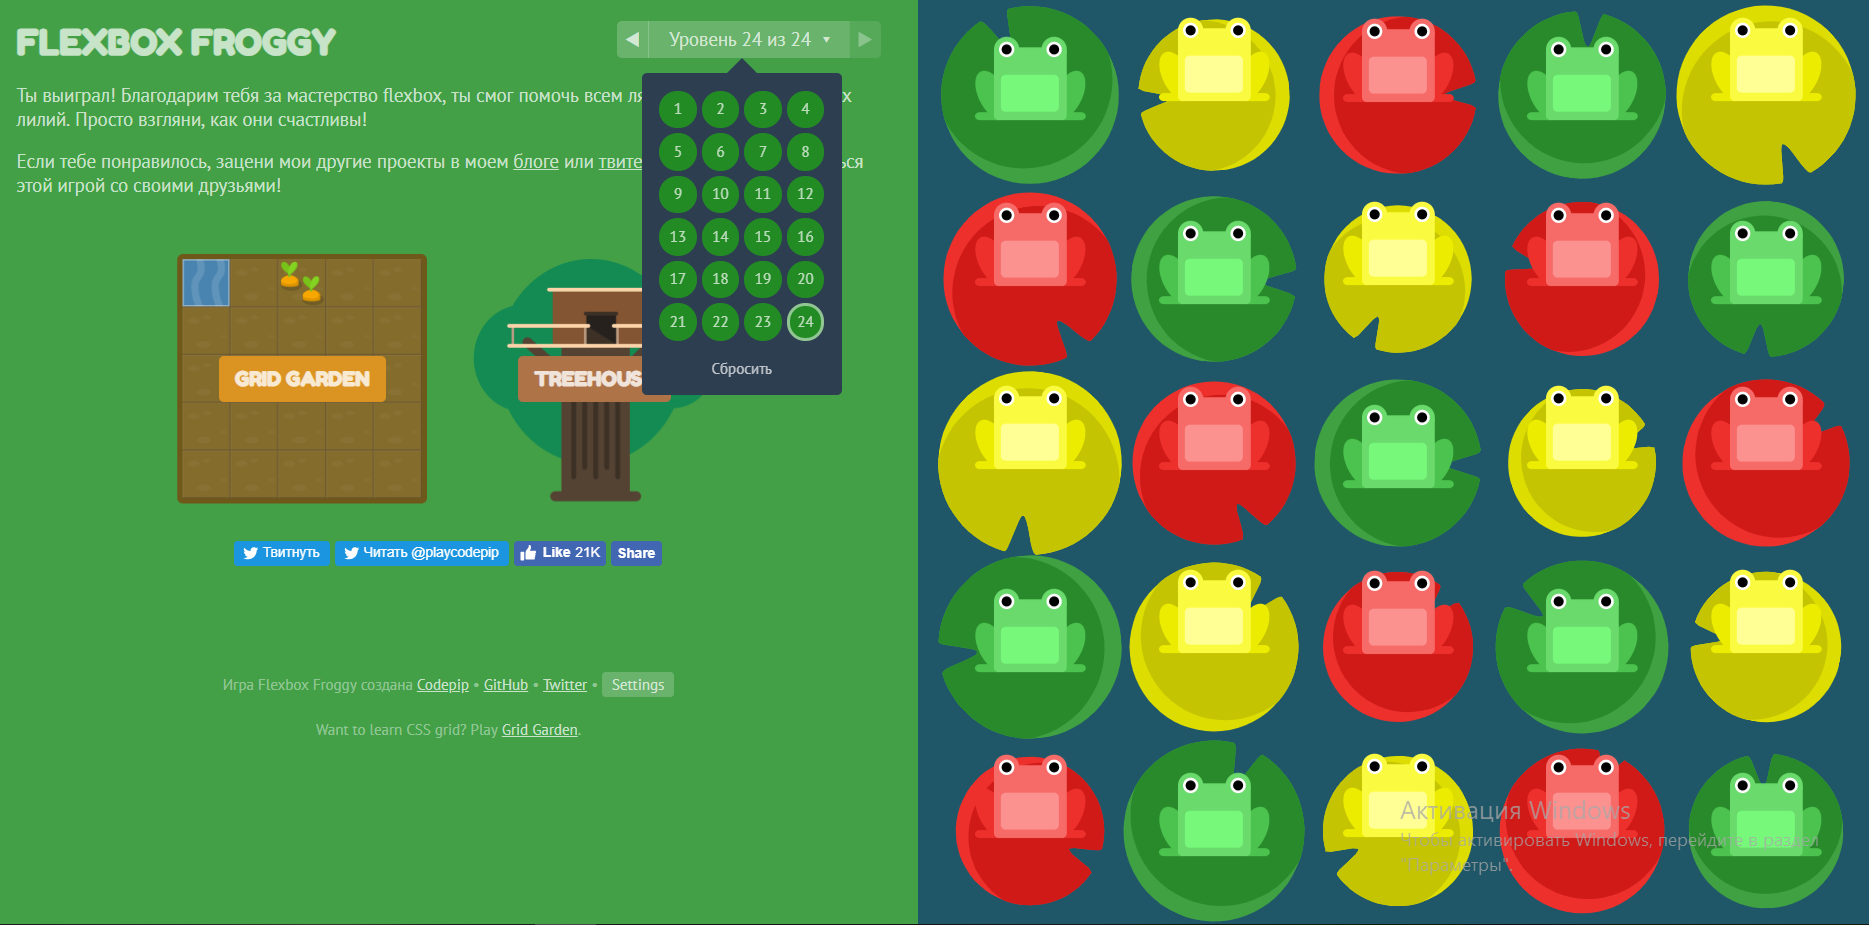 FLEXBOX FROGGY
Уровень 24 из 24
Ты выиграл! Благодарим тебя за мастерство flexbox, ты смог помочь всем
лилий. Просто взгляни, как они счастливы!
Если тебе понравилось, зацени мои другие проекты в моем блоге или
этой игрой со своими друзьями!
1 2 3 4
5 6 7 8
9 10 11 12
13 14 15 16
17 18 19 20
21 22 23 24
Сбросить
GRID GARDEN
TREEHOUS
Твитнуть
Читать @playcodepip
Like 21K
Share
Игра Flexbox Froggy создана Codepip • GitHub • Twitter • Settings
Want to learn CSS grid? Play Grid Garden.
Активация Windows
Чтобы активировать Windows, перейдите в раздел
"Параметры".